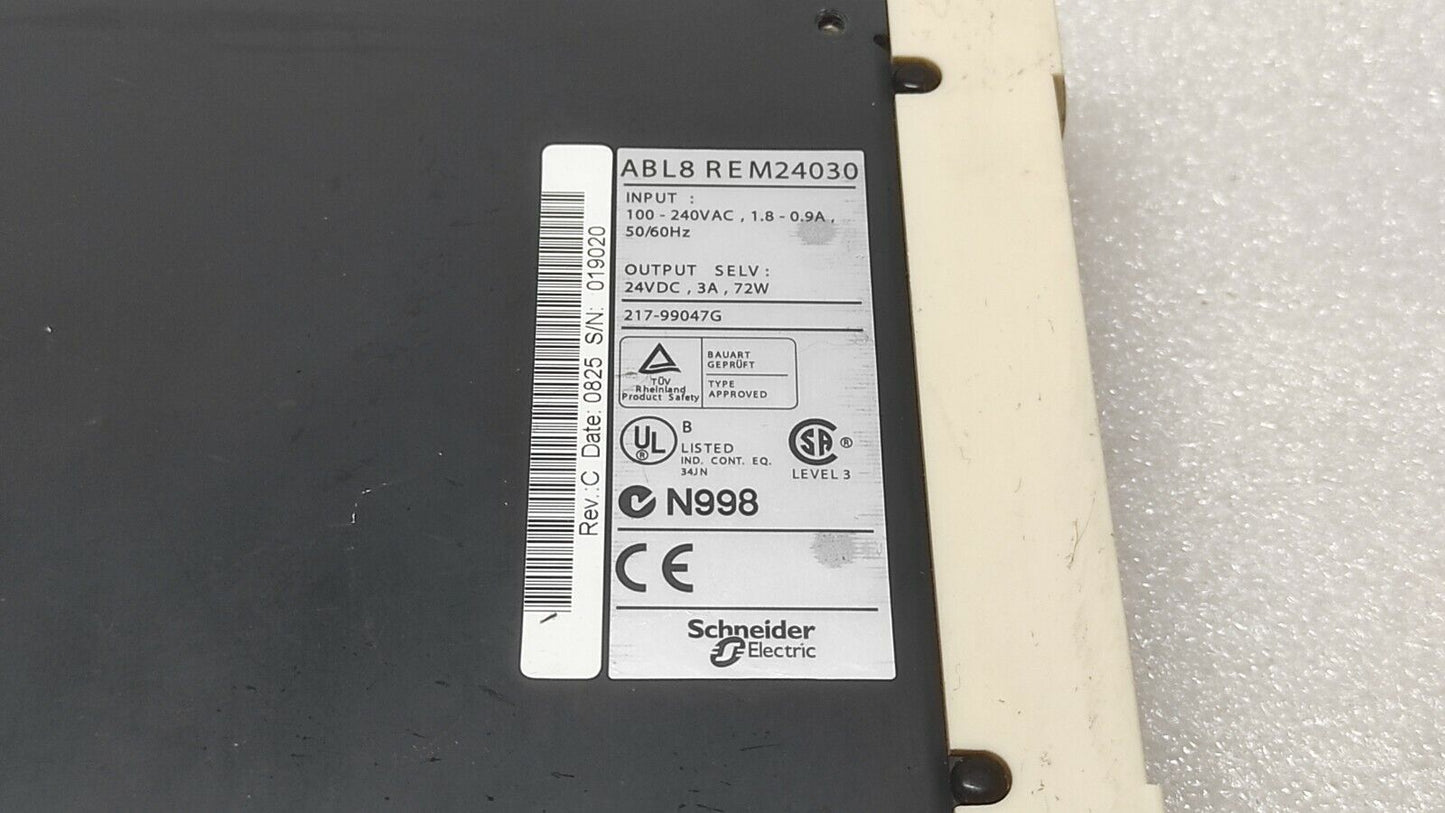 Rev.:C Date: 0825 S/N: 019020
ABL8 REM24030
INPUT :
100 - 240VAC , 1.8 - 0.9A ,
50/60Hz
OUTPUT SELV :
24VDC , 3A , 72W
217-99047G
TÜV
Rheinland
Product Safety
BAUART
GEPRÜFT
TYPE
APPROVED
UL
®
B
LISTED
IND. CONT. EQ.
34JN
SA ®
LEVEL 3
N998
CE
Schneider
Electric